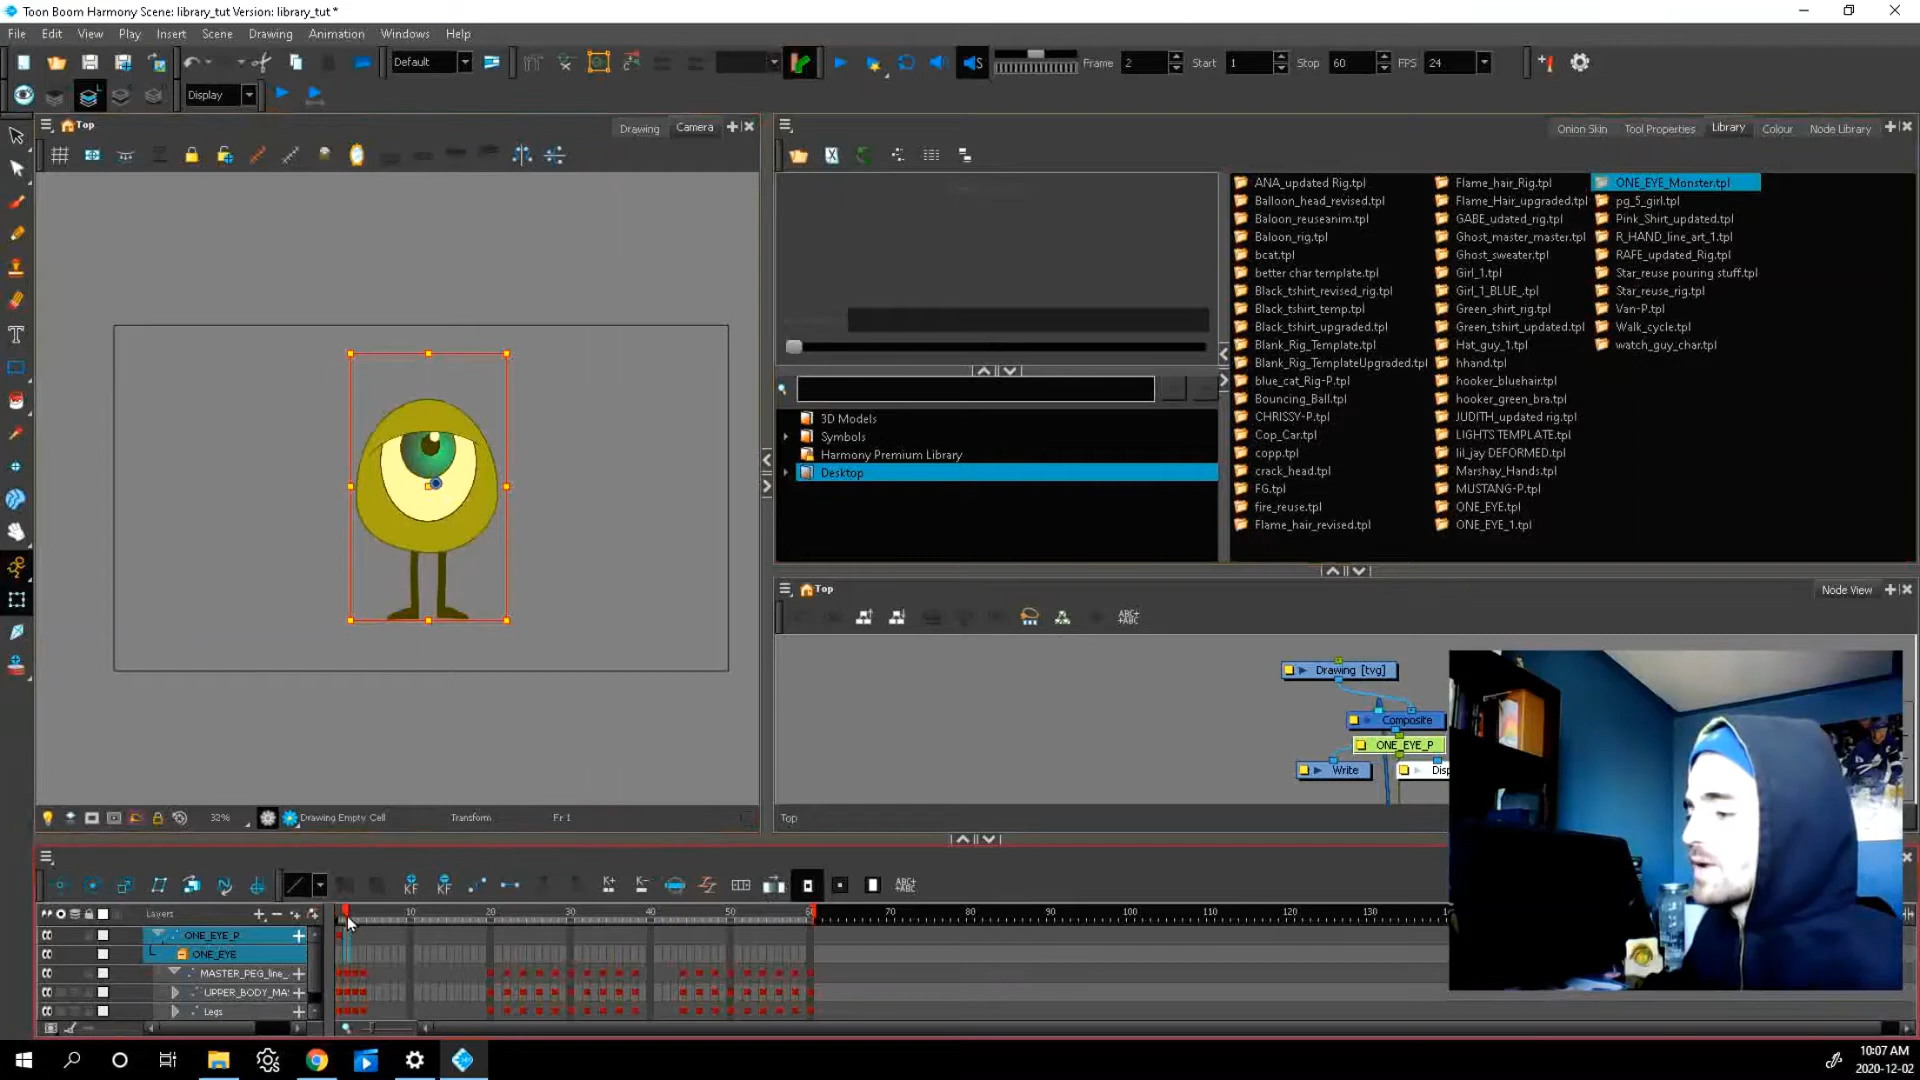 Toon Boom Harmony Scene: library_tut Version: library_tut *
File Edit View Play Insert Scene Drawing Animation Windows Help
Default
Frame 2 Start 1 Stop 60 FPS 24
Display
Top
Drawing Camera
Onion Skin Tool Properties Library Colour Node Library
3D Models
Symbols
Harmony Premium Library
Desktop
ANA_updated Rig.tpl
Balloon_head_revised.tpl
Baloon_reuseanim.tpl
Baloon_rig.tpl
bcat.tpl
better char template.tpl
Black_tshirt_revised_rig.tpl
Black_tshirt_temp.tpl
Black_tshirt_upgraded.tpl
Blank_Rig_Template.tpl
Blank_Rig_TemplateUpgraded.tpl
blue_cat_Rig-P.tpl
Bouncing_Ball.tpl
CHRISSY-P.tpl
Cop_Car.tpl
copp.tpl
crack_head.tpl
FG.tpl
fire_reuse.tpl
Flame_hair_revised.tpl
Flame_hair_Rig.tpl
Flame_Hair_upgraded.tpl
GABE_udated_rig.tpl
Ghost_master_master.tpl
Ghost_sweater.tpl
Girl_1.tpl
Girl_1_BLUE_.tpl
Green_shirt_rig.tpl
Green_tshirt_updated.tpl
Hat_guy_1.tpl
hhand.tpl
hooker_bluehair.tpl
hooker_green_bra.tpl
JUDITH_updated rig.tpl
LIGHTS TEMPLATE.tpl
lil_jay DEFORMED.tpl
Marshay_Hands.tpl
MUSTANG-P.tpl
ONE_EYE.tpl
ONE_EYE_1.tpl
ONE_EYE_Monster.tpl
pg_5_girl.tpl
Pink_Shirt_updated.tpl
R_HAND_line_art_1.tpl
RAFE_updated_Rig.tpl
Star_reuse pouring stuff.tpl
Star_reuse_rig.tpl
Van-P.tpl
Walk_cycle.tpl
watch_guy_char.tpl
Top
Node View
ABC+
+ABC
Drawing [tvg]
Composite
ONE_EYE_P
Write
Disp
Top
32% Drawing Empty Cell Transform Fr 1
KF KF K+ K- ABC+
+ABC
Layers
10 20 30 40 50 60 70 80 90 100 110 120 130
ONE_EYE_P
ONE_EYE
MASTER_PEG_line_
UPPER_BODY_MA
Legs
10:07 AM
2020-12-02